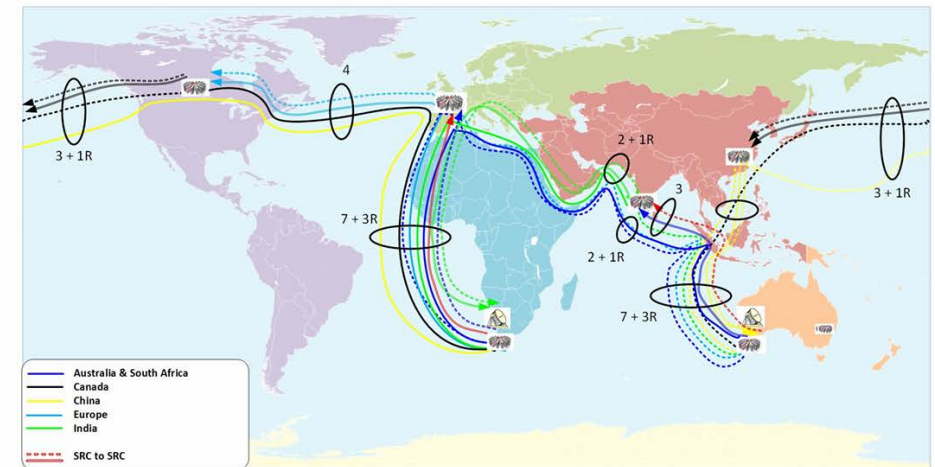 4
3 + 1R
2 + 1R
3
3 + 1R
7 + 3R
2 + 1R
7 + 3R
Australia & South Africa
Canada
China
Europe
India
SRC to SRC